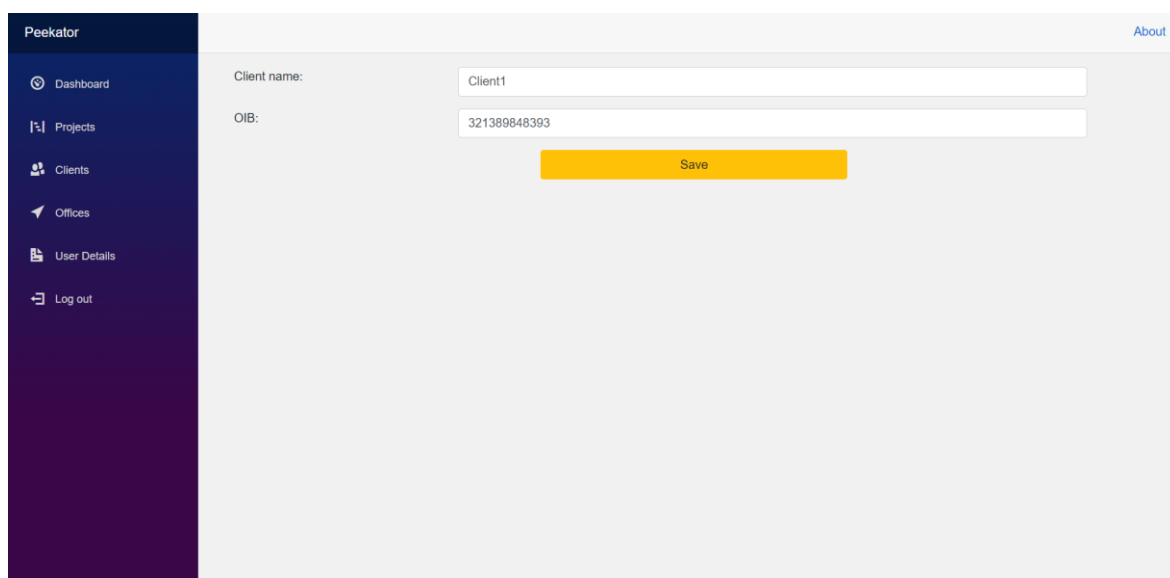 Peekator
About
Dashboard
Projects
Clients
Offices
User Details
Log out
Client name:
Client1
OIB:
321389848393
Save